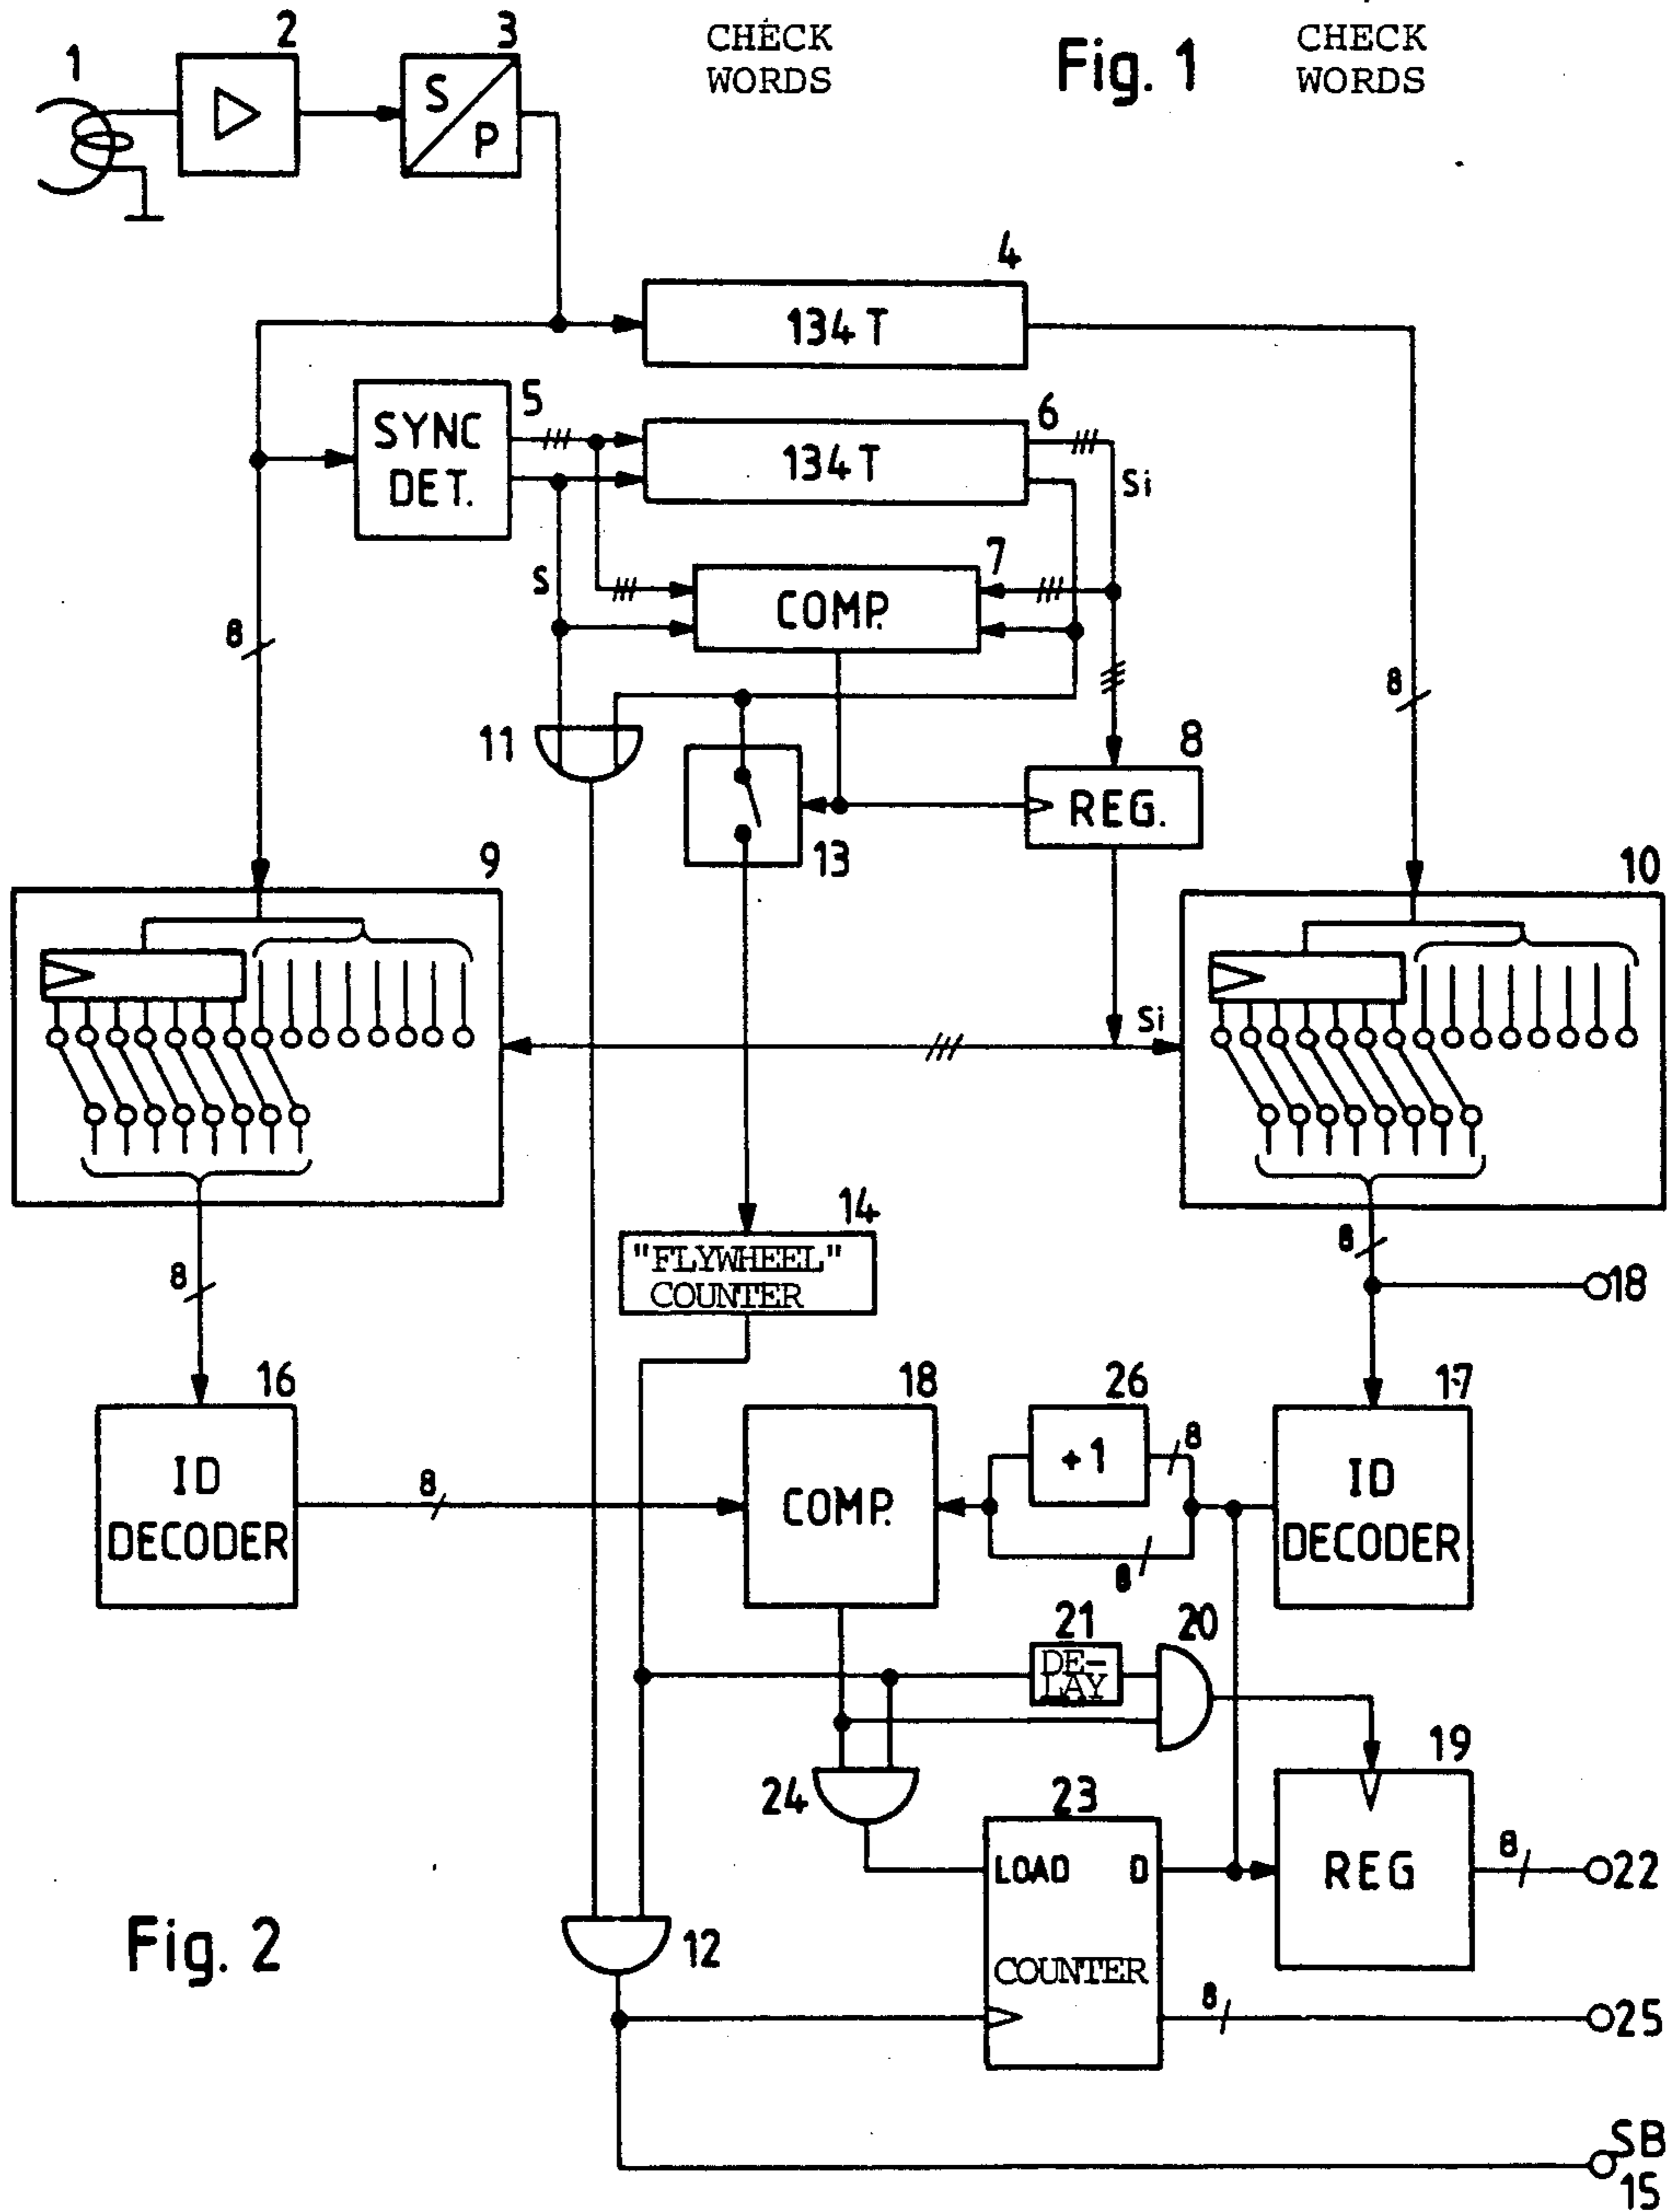 CHECK
WORDS
Fig. 1
CHECK
WORDS
1
2
3
S
P
4
134 T
5
SYNC
DET.
6
134 T
Si
S
7
COMP.
8
8
11
13
8
REG.
9
10
Si
14
"FLYWHEEL"
COUNTER
8
8
18
16
ID
DECODER
8
18
COMP.
26
+1
8
8
17
ID
DECODER
21
DE-
LAY
20
24
23
LOAD D
COUNTER
19
REG
8
22
8
25
Fig. 2
12
SB
15